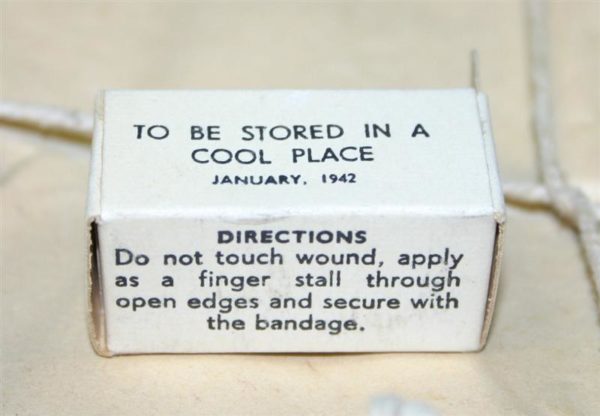 TO BE STORED IN A
COOL PLACE
JANUARY, 1942
DIRECTIONS
Do not touch wound, apply
as a finger stall through
open edges and secure with
the bandage.